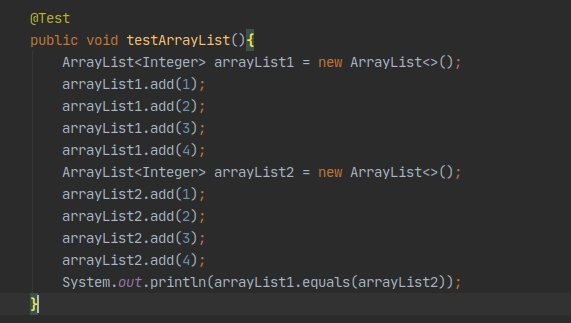 @Test
public void testArrayList(){
ArrayList<Integer> arrayList1 = new ArrayList<>();
arrayList1.add(1);
arrayList1.add(2);
arrayList1.add(3);
arrayList1.add(4);
ArrayList<Integer> arrayList2 = new ArrayList<>();
arrayList2.add(1);
arrayList2.add(2);
arrayList2.add(3);
arrayList2.add(4);
System.out.println(arrayList1.equals(arrayList2));
}